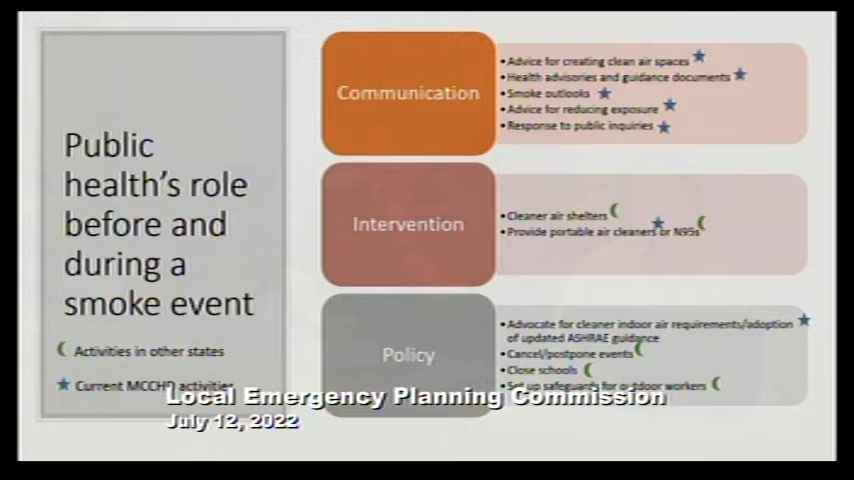 Public
health's role
before and
during a
smoke event
Activities in other states
Current MCCHD activities
Communication
• Advice for creating clean air spaces
• Health advisories and guidance documents
• Smoke outlooks
• Advice for reducing exposure
• Response to public inquiries
Intervention
• Cleaner air shelters
• Provide portable air cleaners or N95s
Policy
• Advocate for cleaner indoor air requirements/adoption
of updated ASHRAE guidance
• Cancel/postpone events
• Close schools
• Set up safeguards for outdoor workers
Local Emergency Planning Commission
July 12, 2022